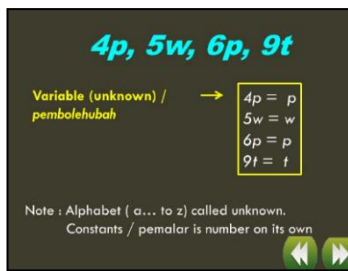 4p, 5w, 6p, 9t
Variable (unknown) / → 4p = p
pembolehubah 5w = w
6p = p
9t = t
Note : Alphabet ( a... to z) called unknown.
Constants / pemalar is number on its own